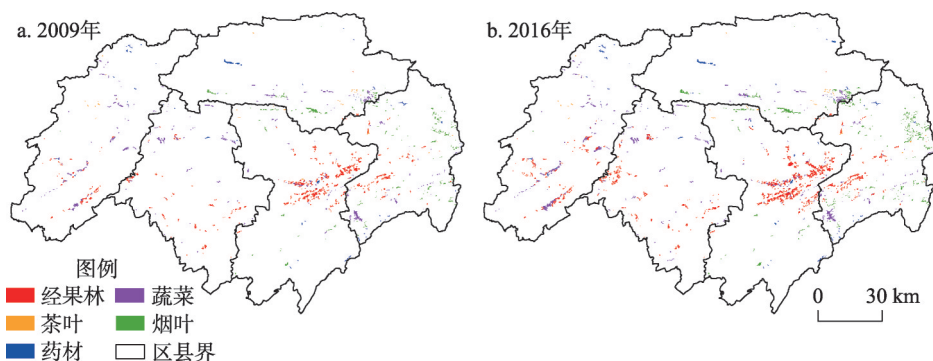 a. 2009年
b. 2016年
图例
经果林
蔬菜
茶叶
烟叶
药材
区县界
0 30 km